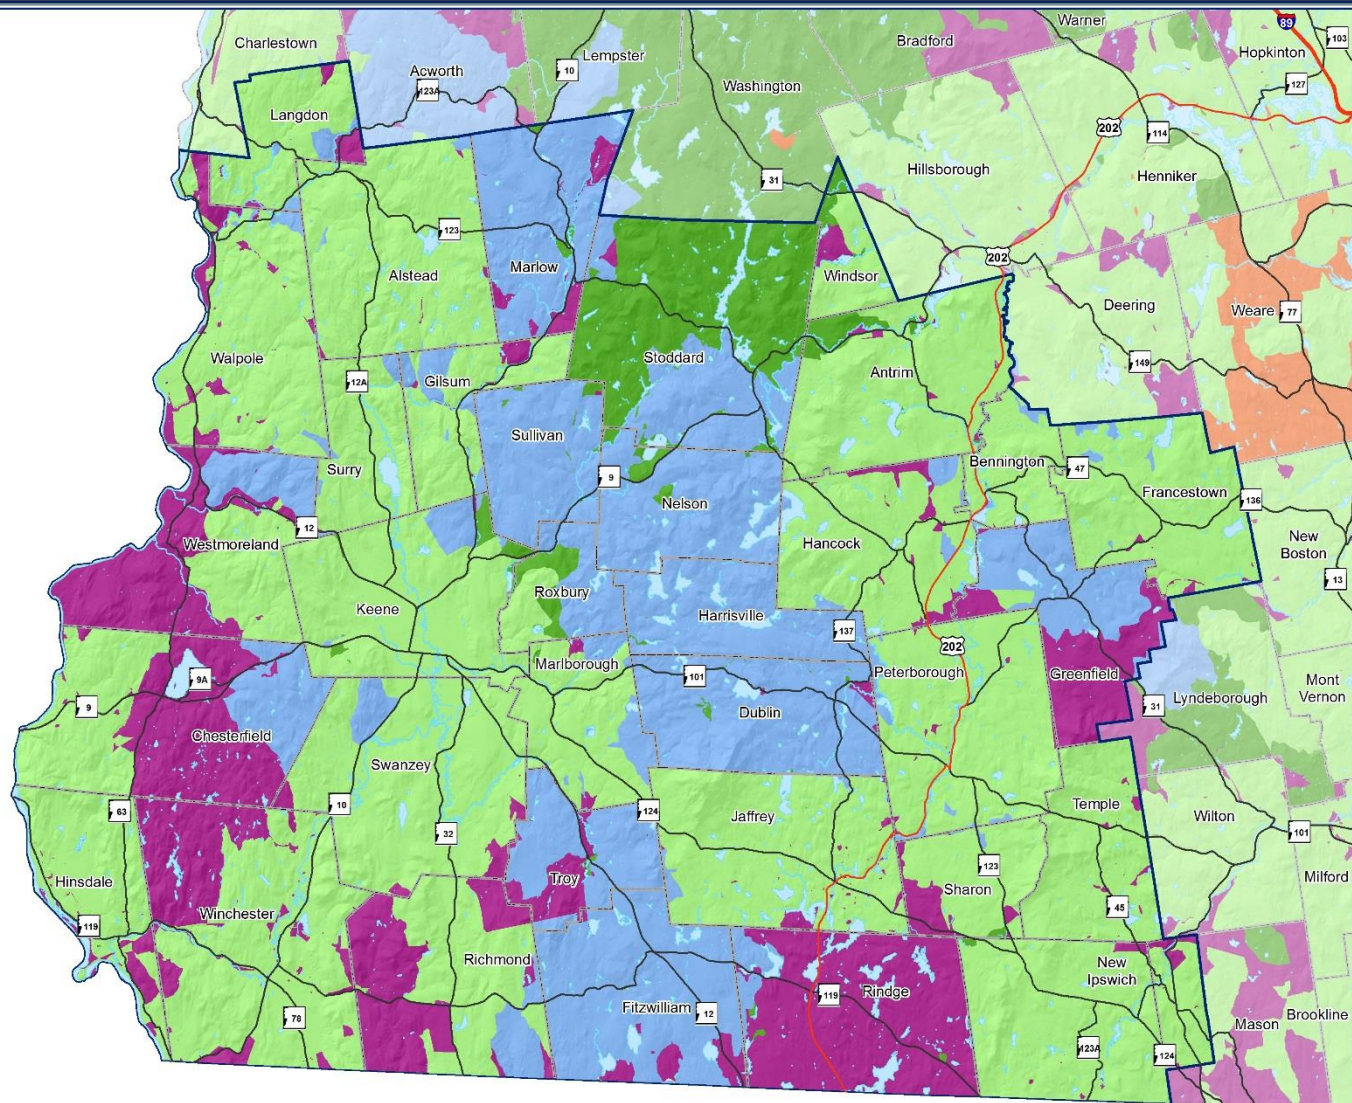 Warner
89
103
Charlestown
Bradford
Hopkinton
Lempster
Acworth
10
Washington
127
123A
Langdon
202
114
31
Hillsborough
Henniker
123
202
Marlow
Alstead
Windsor
Deering
Weare
77
Walpole
Stoddard
149
12A
Gilsum
Antrim
Sullivan
Surry
Bennington
47
9
Francestown
136
Nelson
12
Westmoreland
Hancock
New
Boston
13
Roxbury
Keene
Harrisville
137
202
Marlborough
Peterborough
Greenfield
9A
101
Mont
Vernon
9
Dublin
31
Lyndeborough
Chesterfield
Swanzey
10
63
124
Jaffrey
Temple
Wilton
32
101
123
Hinsdale
Troy
Sharon
Milford
45
Winchester
119
Richmond
New
Ipswich
Rindge
119
Fitzwilliam
12
78
Mason
Brookline
123A
124